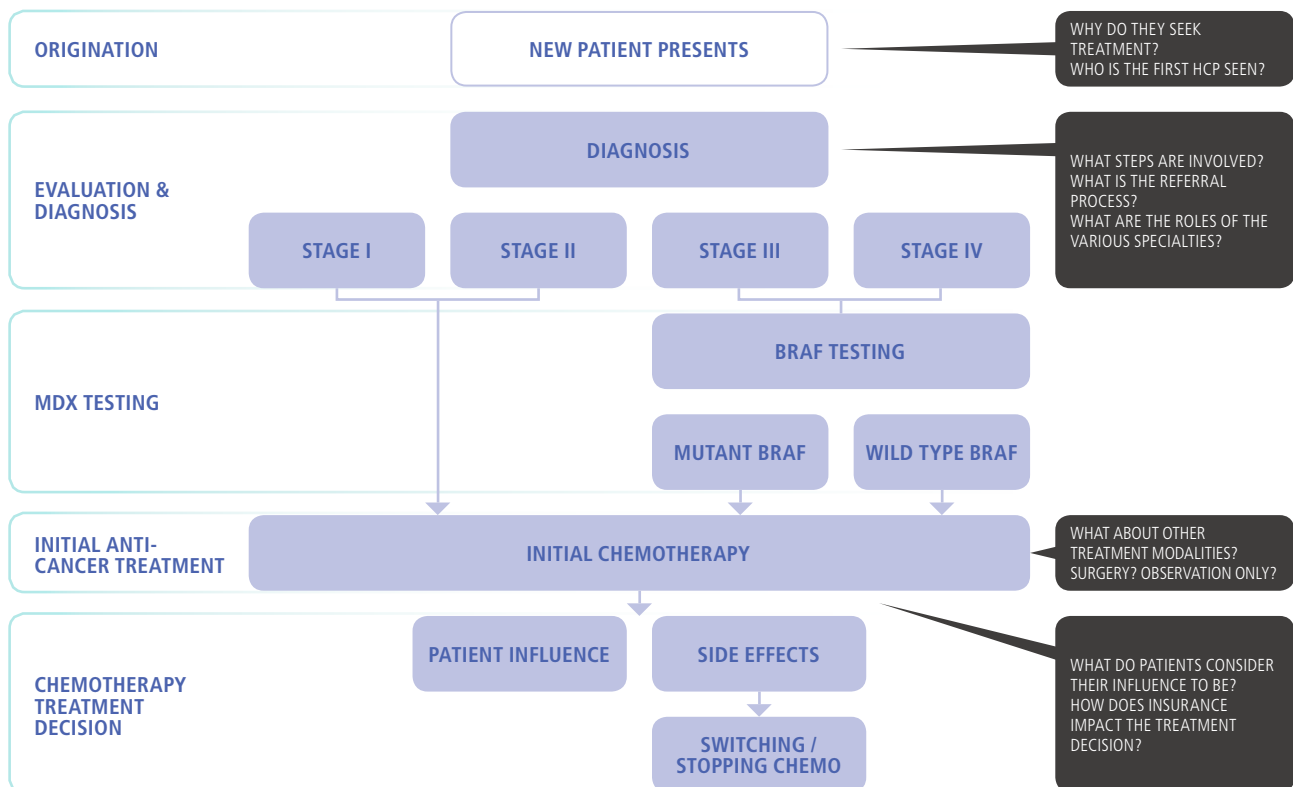 ORIGINATION
NEW PATIENT PRESENTS
WHY DO THEY SEEK
TREATMENT?
WHO IS THE FIRST HCP SEEN?
EVALUATION &
DIAGNOSIS
DIAGNOSIS
STAGE I
STAGE II
STAGE III
STAGE IV
WHAT STEPS ARE INVOLVED?
WHAT IS THE REFERRAL
PROCESS?
WHAT ARE THE ROLES OF THE
VARIOUS SPECIALTIES?
MDX TESTING
BRAF TESTING
MUTANT BRAF
WILD TYPE BRAF
INITIAL ANTI-
CANCER TREATMENT
INITIAL CHEMOTHERAPY
WHAT ABOUT OTHER
TREATMENT MODALITIES?
SURGERY? OBSERVATION ONLY?
CHEMOTHERAPY
TREATMENT
DECISION
PATIENT INFLUENCE
SIDE EFFECTS
SWITCHING /
STOPPING CHEMO
WHAT DO PATIENTS CONSIDER
THEIR INFLUENCE TO BE?
HOW DOES INSURANCE
IMPACT THE TREATMENT
DECISION?